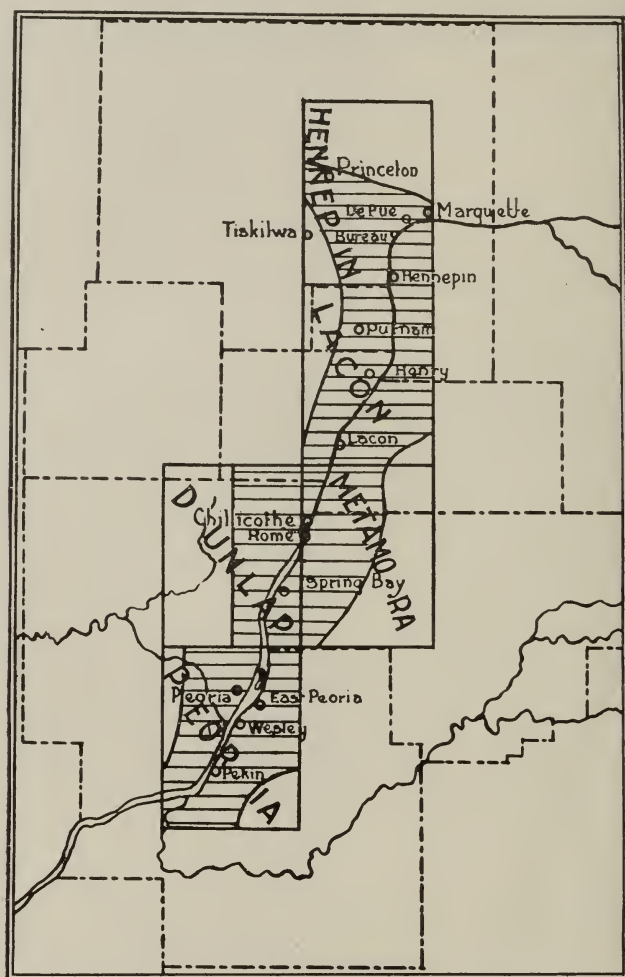 HENNEPIN
Princeton
DePue
Marquette
Tiskilwa
Bureau
Hennepin
LACON
Putnam
Henry
Lacon
METAMORA
DUNLAP
Chillicothe
Rome
Spring Bay
PEORIA
Peoria
East Peoria
Wesley
Pekin